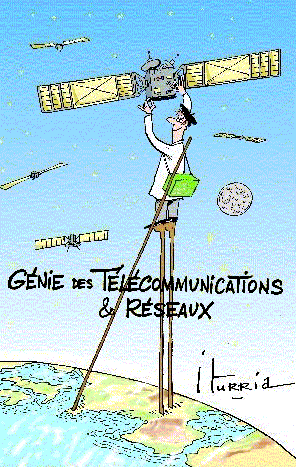 GÉNIE DES TÉLÉCOMMUNICATIONS
& RÉSEAUX
iturria